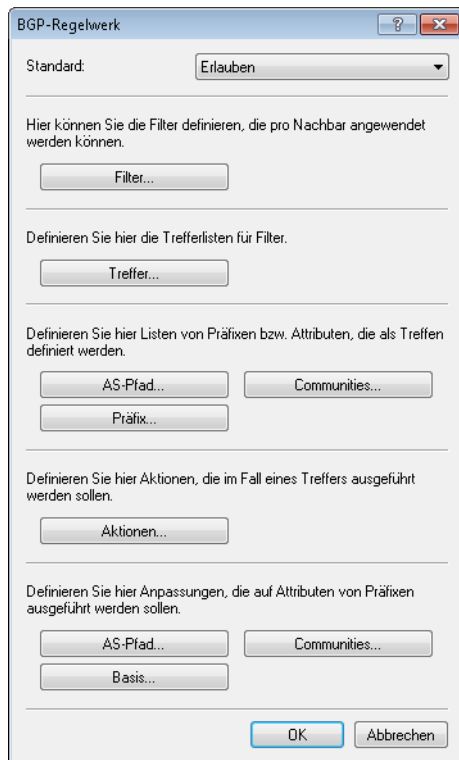 BGP-Regelwerk
Standard: Erlauben
Hier können Sie die Filter definieren, die pro Nachbar angewendet
werden können.
Filter...
Definieren Sie hier die Trefferlisten für Filter.
Treffer...
Definieren Sie hier Listen von Präfixen bzw. Attributen, die als Treffen
definiert werden.
AS-Pfad... Communities...
Präfix...
Definieren Sie hier Aktionen, die im Fall eines Treffers ausgeführt
werden sollen.
Aktionen...
Definieren Sie hier Anpassungen, die auf Attributen von Präfixen
ausgeführt werden sollen.
AS-Pfad... Communities...
Basis...
OK Abbrechen